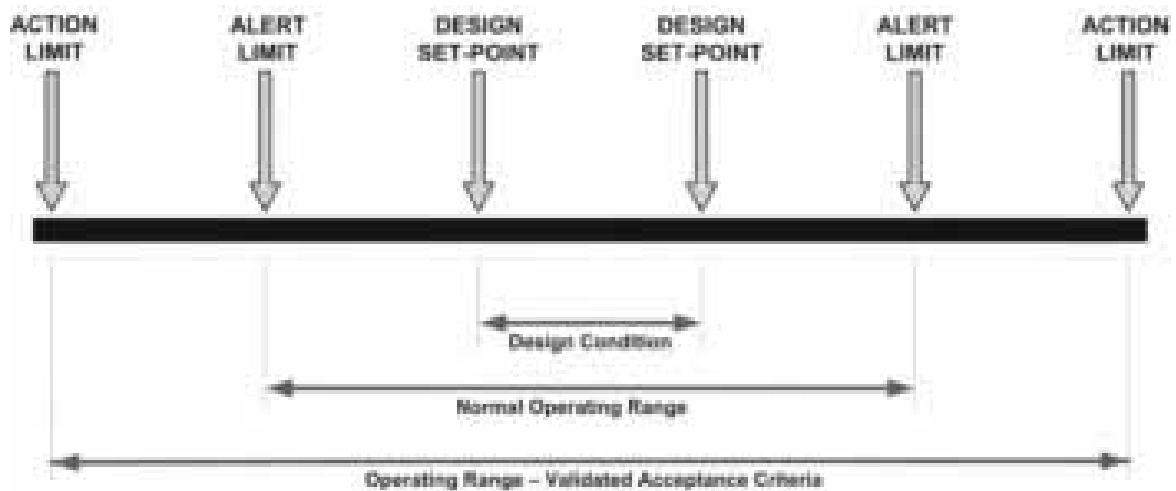 ACTION LIMIT
ALERT LIMIT
DESIGN SET-POINT
DESIGN SET-POINT
ALERT LIMIT
ACTION LIMIT
Design Condition
Normal Operating Range
Operating Range – Validated Acceptance Criteria